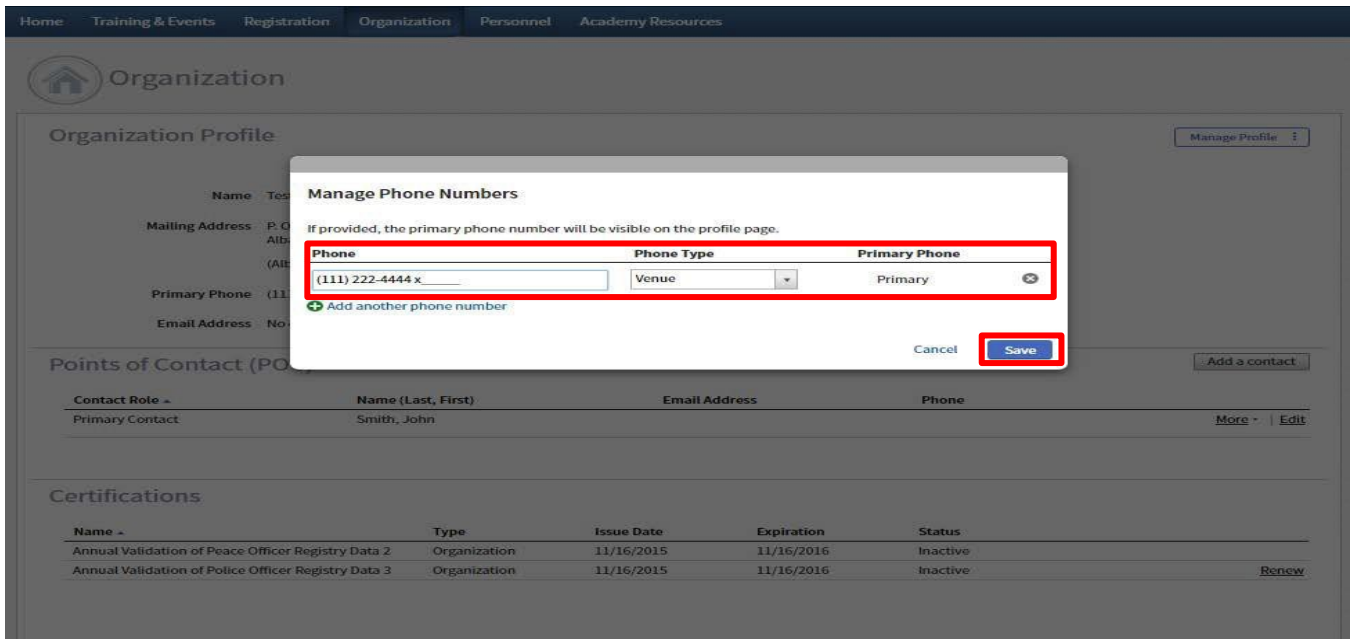 Home Training & Events Registration Organization Personnel Academy Resources
Organization
Organization Profile
Manage Profile
Manage Phone Numbers
Name
Mailing Address P. O
If provided, the primary phone number will be visible on the profile page.
Phone Phone Type Primary Phone
(111) 222-4444 x_____ Venue Primary
Primary Phone (11
Add another phone number
Email Address No
Cancel Save
Points of Contact (PO
Add a contact
Contact Role Name (Last, First) Email Address Phone
Primary Contact Smith, John More | Edit
Certifications
Name Type Issue Date Expiration Status
Annual Validation of Peace Officer Registry Data 2 Organization 11/16/2015 11/16/2016 Inactive
Annual Validation of Police Officer Registry Data 3 Organization 11/16/2015 11/16/2016 Inactive Renew